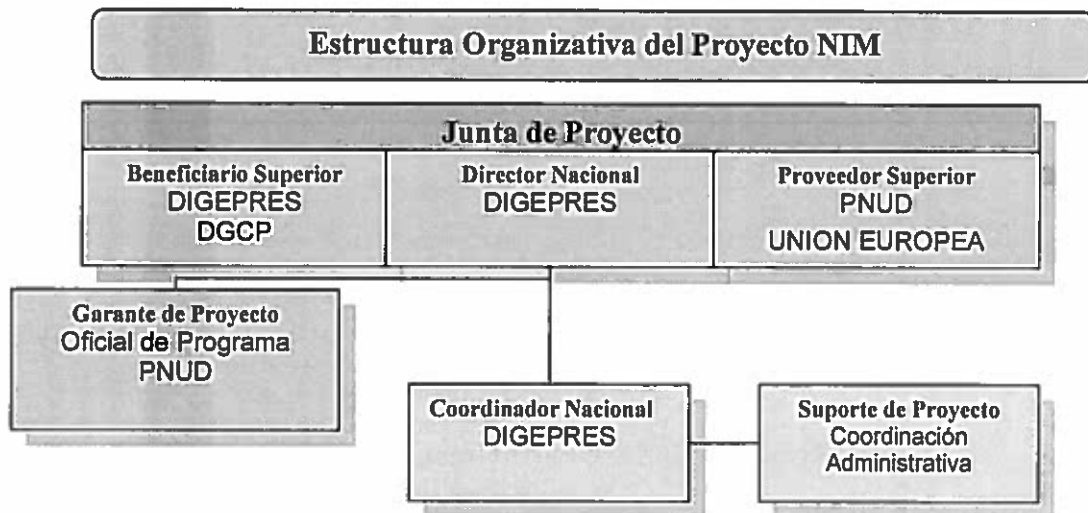 Estructura Organizativa del Proyecto NIM
Junta de Proyecto
Beneficiario Superior
DIGEPRES
DGCP
Director Nacional
DIGEPRES
Proveedor Superior
PNUD
UNION EUROPEA
Garante de Proyecto
Oficial de Programa
PNUD
Coordinador Nacional
DIGEPRES
Suporte de Proyecto
Coordinación
Administrativa